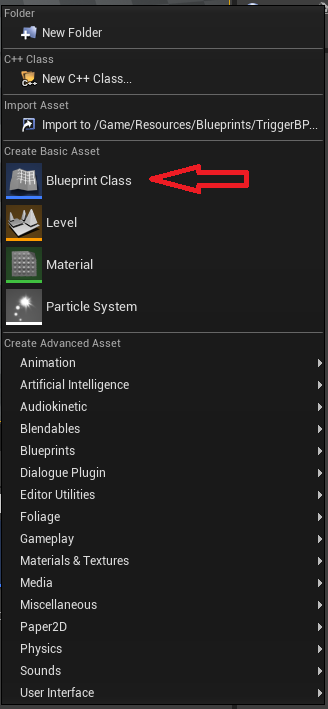 Folder
New Folder
C++ Class
New C++ Class...
Import Asset
Import to /Game/Resources/Blueprints/TriggerBP...
Create Basic Asset
Blueprint Class
Level
Material
Particle System
Create Advanced Asset
Animation
Artificial Intelligence
Audiokinetic
Blendables
Blueprints
Dialogue Plugin
Editor Utilities
Foliage
Gameplay
Materials & Textures
Media
Miscellaneous
Paper2D
Physics
Sounds
User Interface